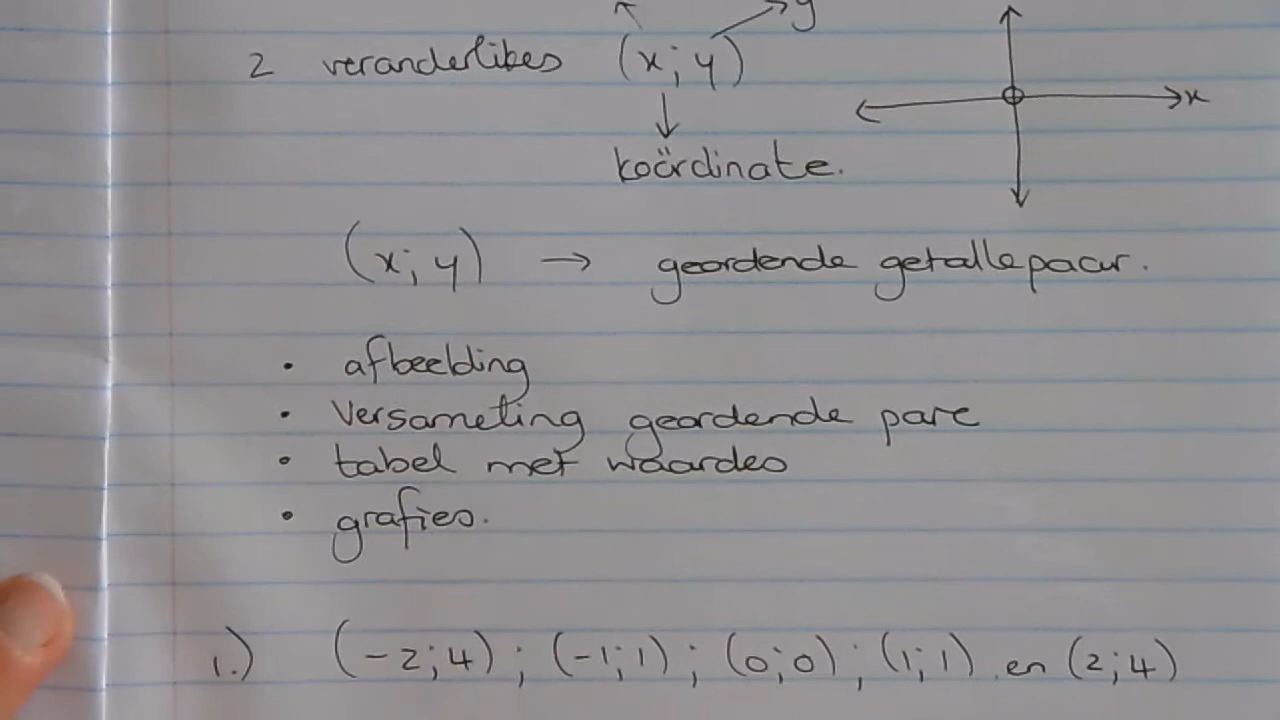 y
2 veranderlikes (x;y)
x
koördinate.
(x;y) → geordende getallepaar.
• afbeelding
• versameling geordende pare
• tabel met waardes
• grafies.
1.) (-2;4) ; (-1;1) ; (0;0) ; (1;1) en (2;4)